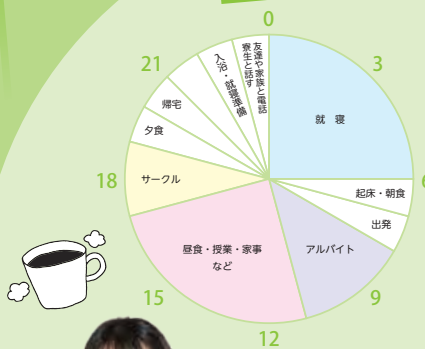 0
3
6
9
12
15
18
21
就 寝
起床・朝食
出発
アルバイト
昼食・授業・家事
など
サークル
夕食
帰宅
入浴・就寝準備
友達や家族と電話
寮生と話す